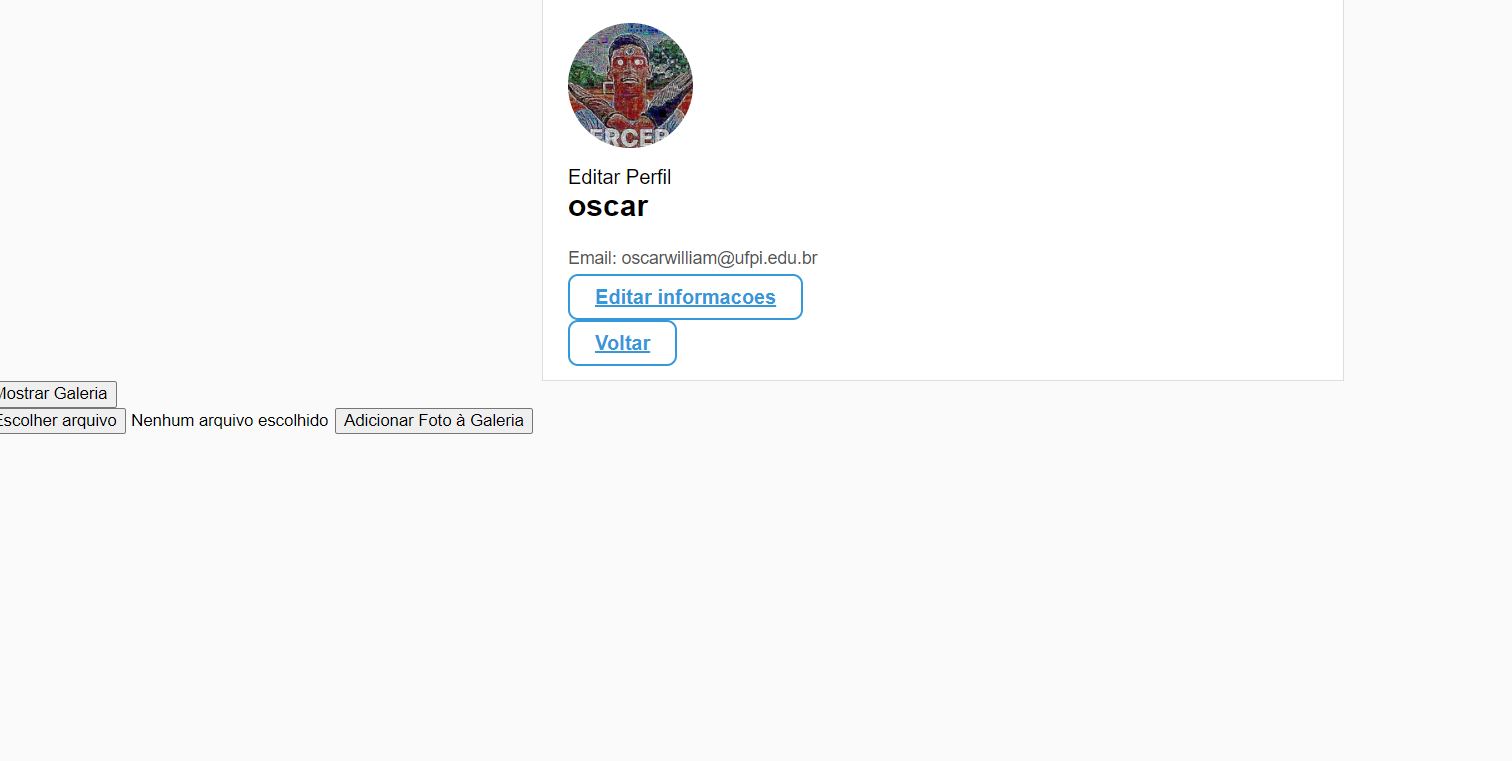 ERCER
Editar Perfil
oscar
Email: oscarwilliam@ufpi.edu.br
Editar informacoes
Voltar
Mostrar Galeria
Escolher arquivo Nenhum arquivo escolhido Adicionar Foto à Galeria